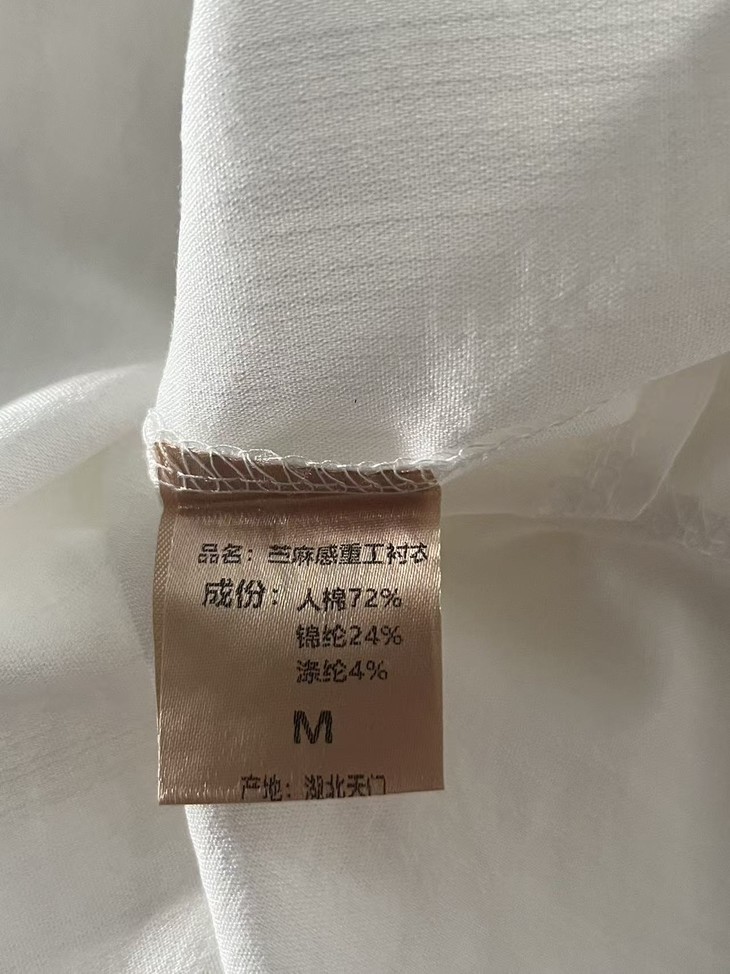 品名：苎麻感重工衬衣
成份：人棉72%
锦纶24%
涤纶4%
M
产地：湖北天门